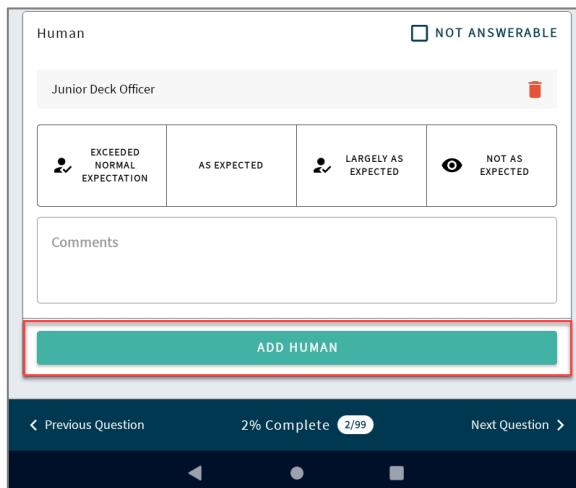 Human
NOT ANSWERABLE
Junior Deck Officer
EXCEEDED
NORMAL
EXPECTATION
AS EXPECTED
LARGELY AS
EXPECTED
NOT AS
EXPECTED
Comments
ADD HUMAN
Previous Question
2% Complete
2/99
Next Question